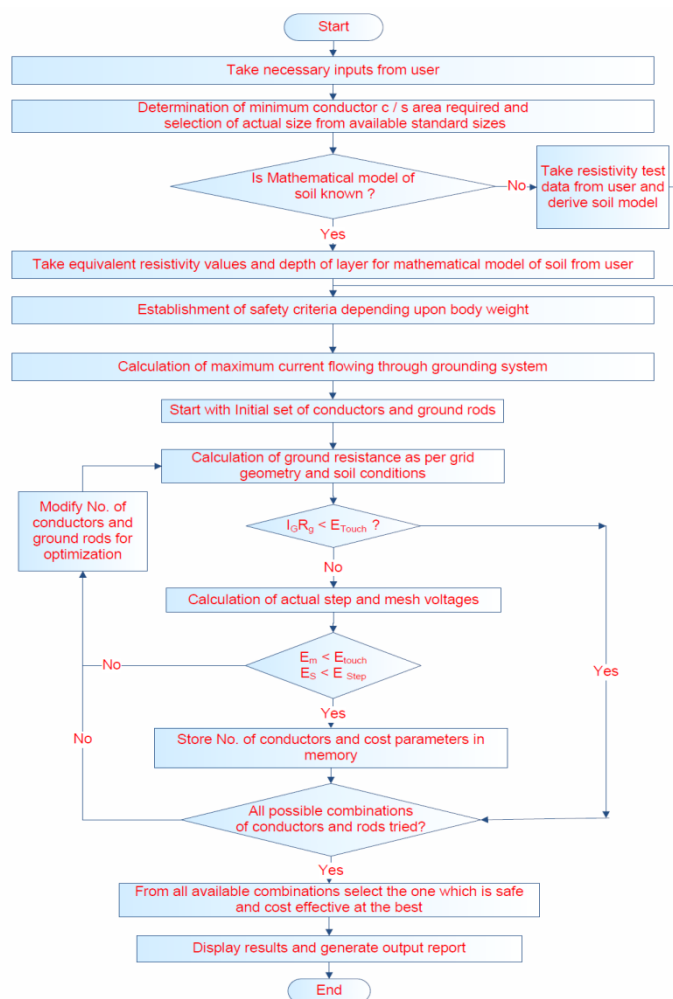 Start
Take necessary inputs from user
Determination of minimum conductor c / s area required and
selection of actual size from available standard sizes
Is Mathematical model of
soil known ?
No
Take resistivity test
data from user and
derive soil model
Yes
Take equivalent resistivity values and depth of layer for mathematical model of soil from user
Establishment of safety criteria depending upon body weight
Calculation of maximum current flowing through grounding system
Start with Initial set of conductors and ground rods
Calculation of ground resistance as per grid
geometry and soil conditions
Modify No. of
conductors and
ground rods for
optimization
I_G R_g < E_Touch ?
No
Calculation of actual step and mesh voltages
No
E_m < E_touch
E_S < E_Step
Yes
Yes
No
Store No. of conductors and cost parameters in
memory
All possible combinations
of conductors and rods tried?
Yes
From all available combinations select the one which is safe
and cost effective at the best
Display results and generate output report
End